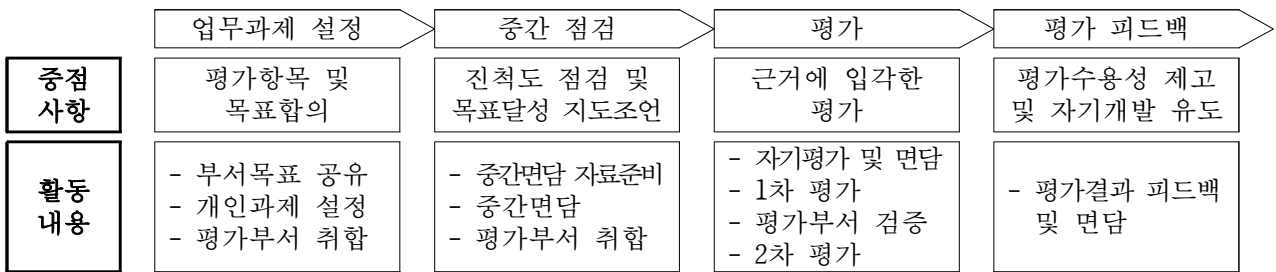 업무과제 설정
중간 점검
평가
평가 피드백
중점
사항
평가항목 및
목표합의
진척도 점검 및
목표달성 지도조언
근거에 입각한
평가
평가수용성 제고
및 자기개발 유도
활동
내용
- 부서목표 공유
- 개인과제 설정
- 평가부서 취합
- 중간면담 자료준비
- 중간면담
- 평가부서 취합
- 자기평가 및 면담
- 1차 평가
- 평가부서 검증
- 2차 평가
- 평가결과 피드백
및 면담